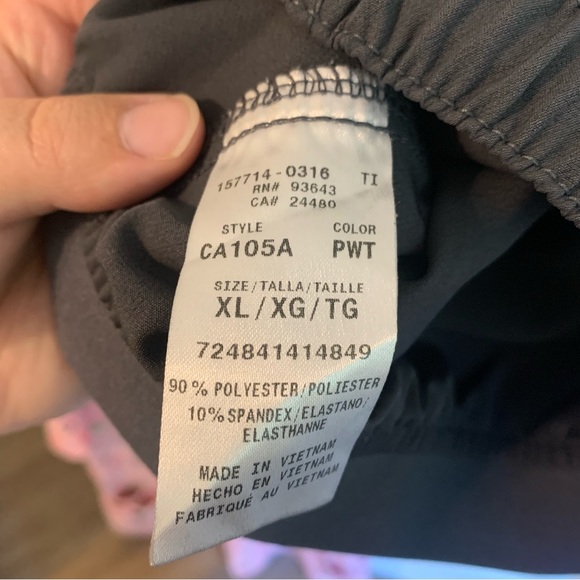 157714-0316 TI
RN# 93643
CA# 24480
STYLE COLOR
CA105A PWT
SIZE/TALLA/TAILLE
XL/XG/TG
724841414849
90% POLYESTER/POLIESTER
10% SPANDEX/ELASTANO/
ELASTHANNE
MADE IN VIETNAM
HECHO EN VIETNAM
FABRIQUÉ AU VIETNAM